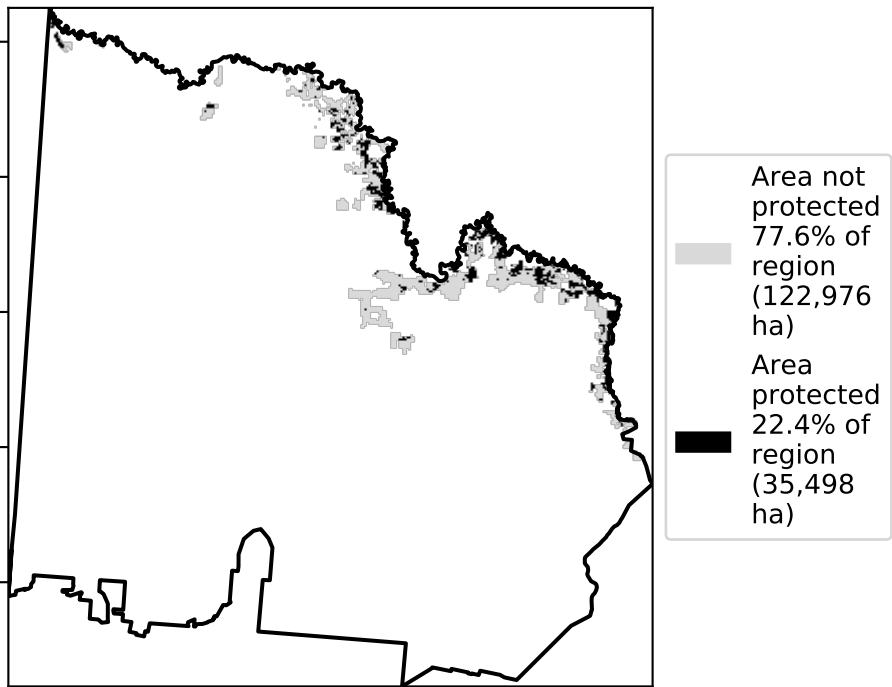 Area not
protected
77.6% of
region
(122,976
ha)
Area
protected
22.4% of
region
(35,498
ha)